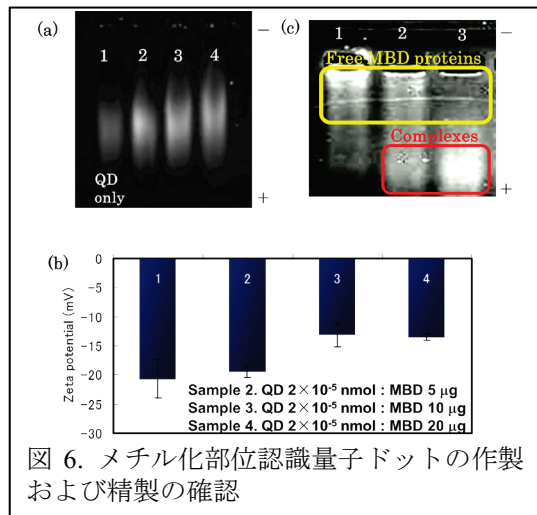 (a)
−
1 2 3 4
QD
only
+
(c)
1 2 3
−
Free MBD proteins
Complexes
+
(b)
Zeta potential (mV)
0
−5
−10
−15
−20
−25
−30
1 2 3 4
Sample 2. QD 2×10⁻⁵ nmol : MBD 5 μg
Sample 3. QD 2×10⁻⁵ nmol : MBD 10 μg
Sample 4. QD 2×10⁻⁵ nmol : MBD 20 μg
図 6. メチル化部位認識量子ドットの作製
および精製の確認